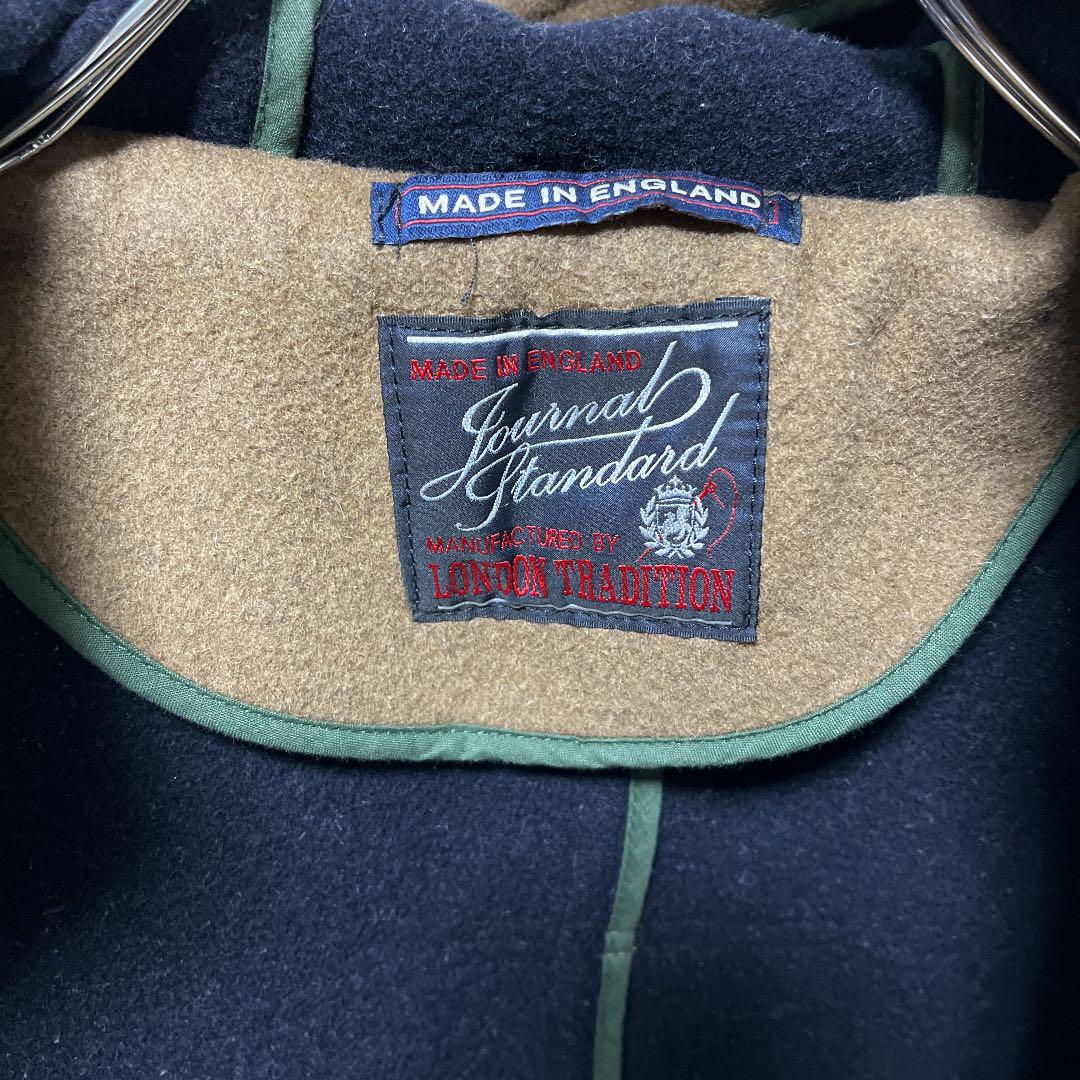 MADE IN ENGLAND
MADE IN ENGLAND
Journal
Standard
MANUFACTURED BY
LONDON TRADITION